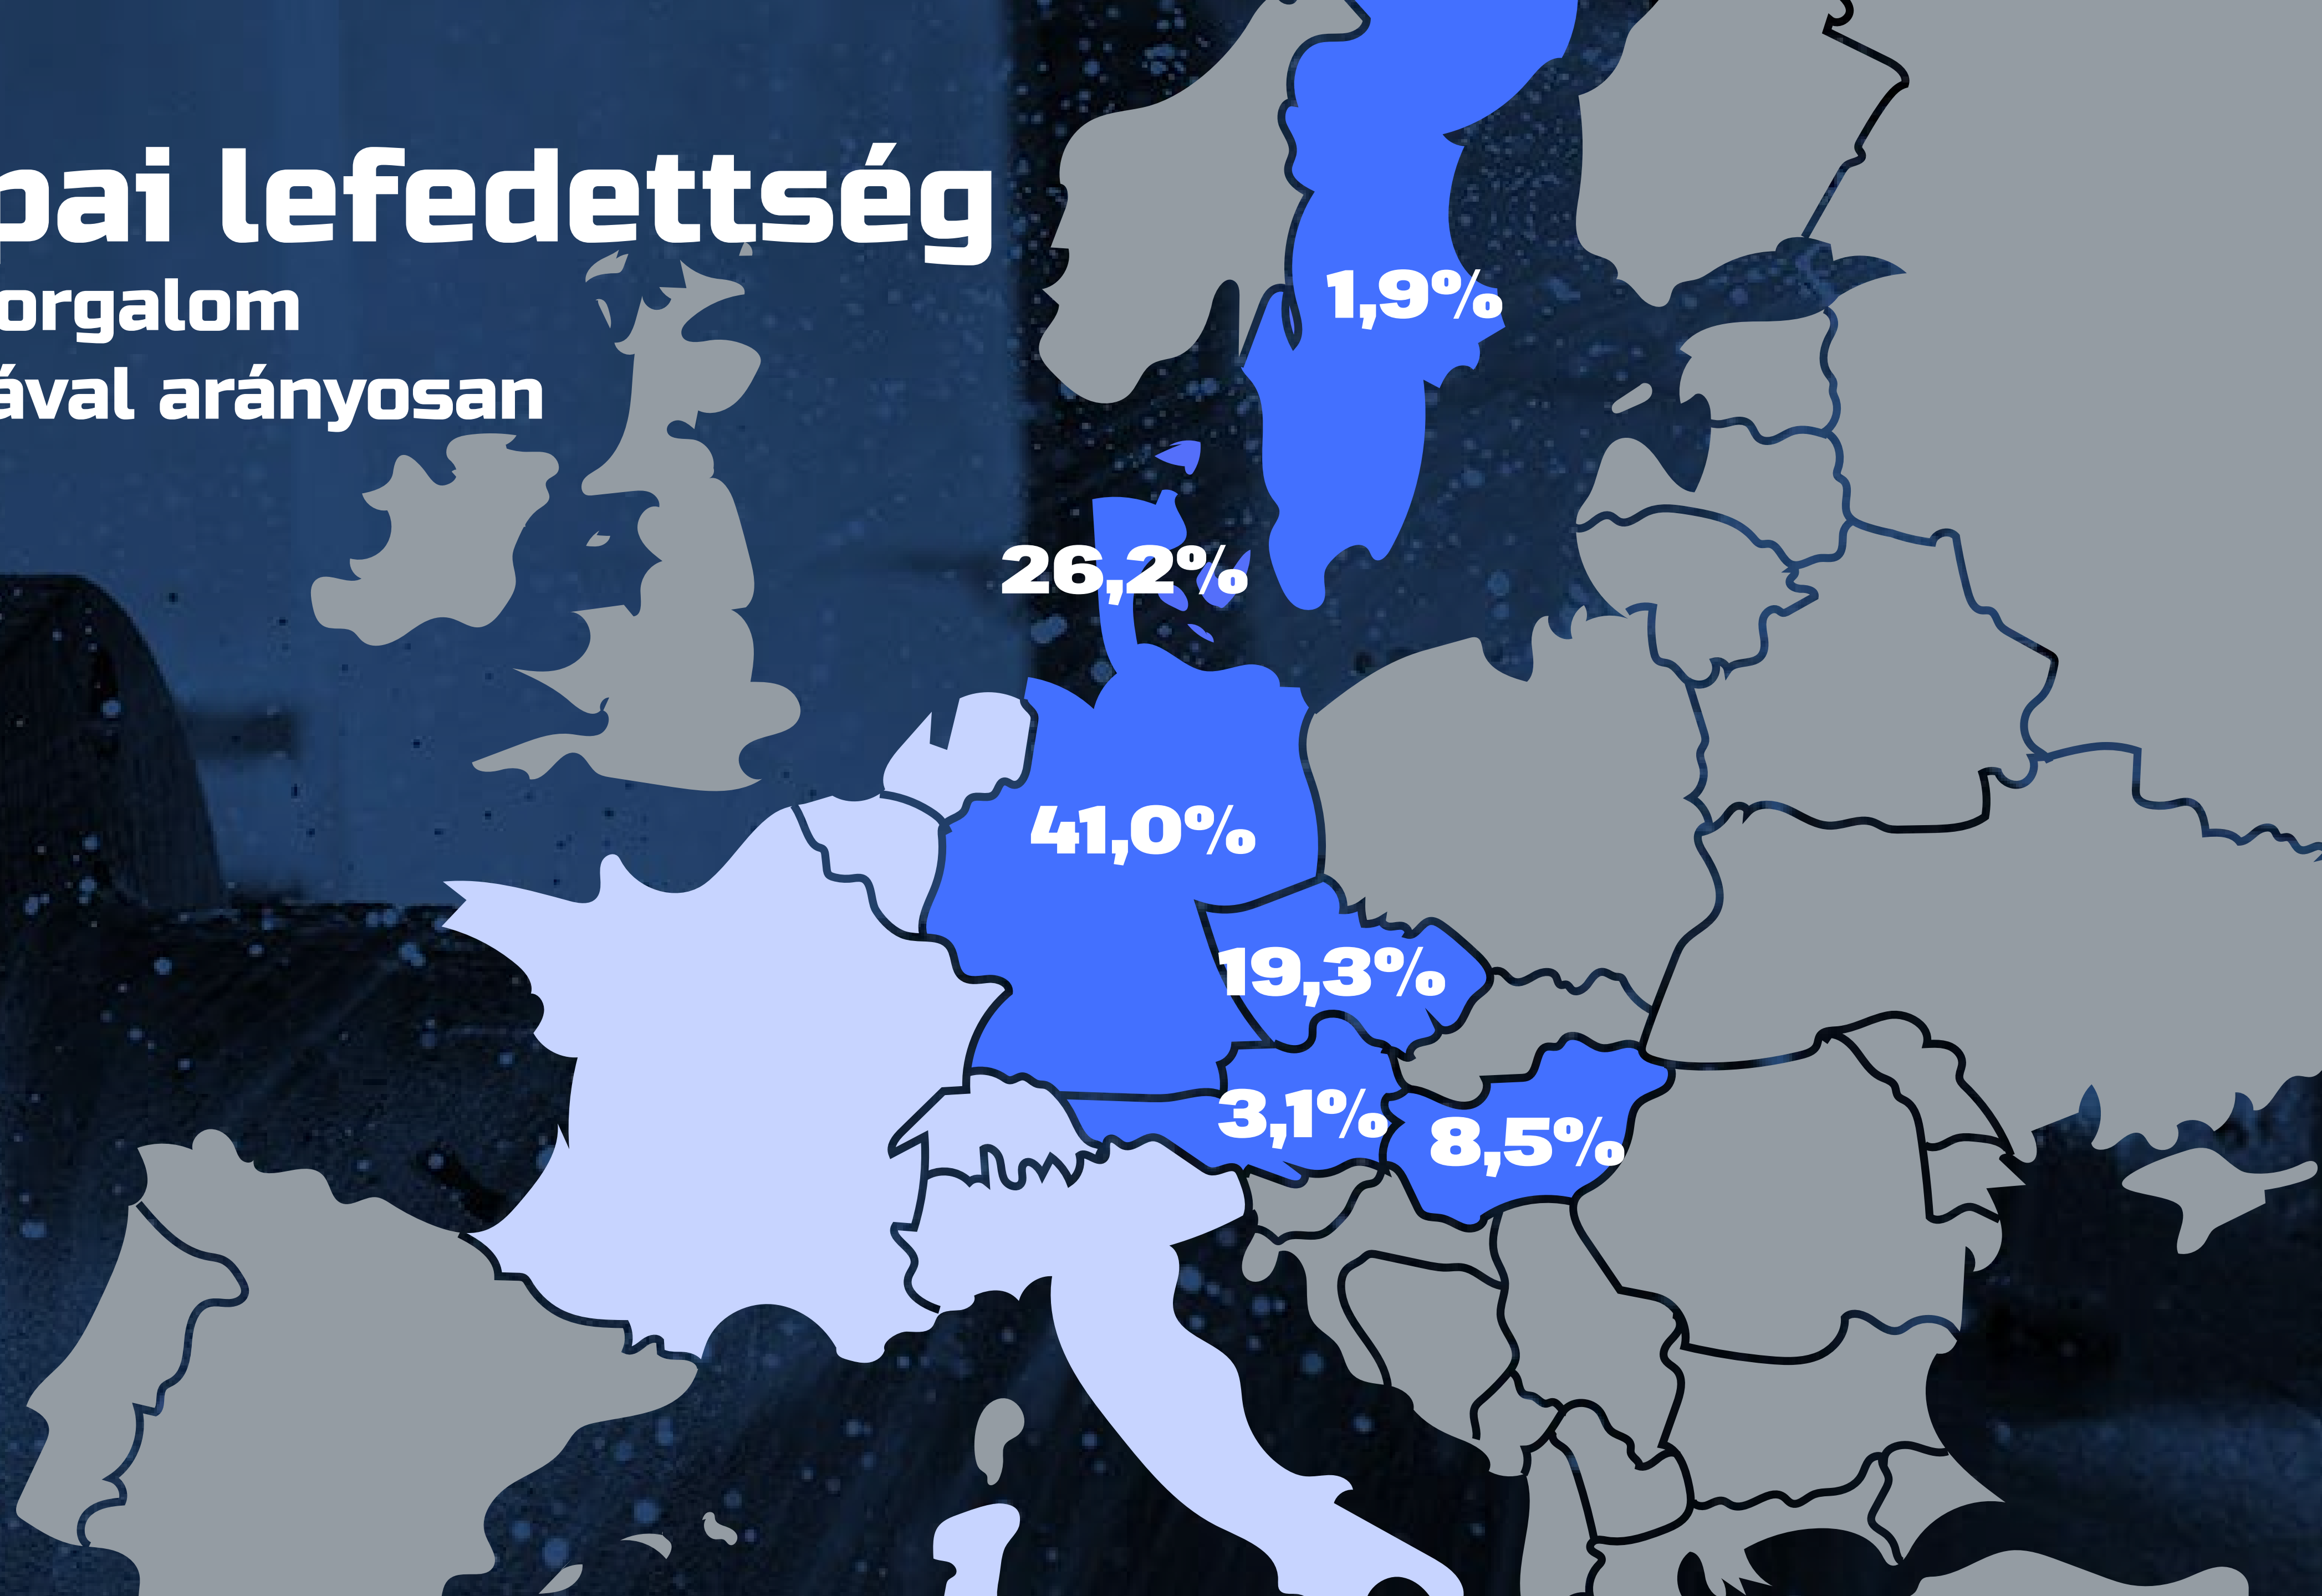 pai lefedettség
orgalom
ával arányosan
1,9%
26,2%
41,0%
19,3%
3,1%
8,5%